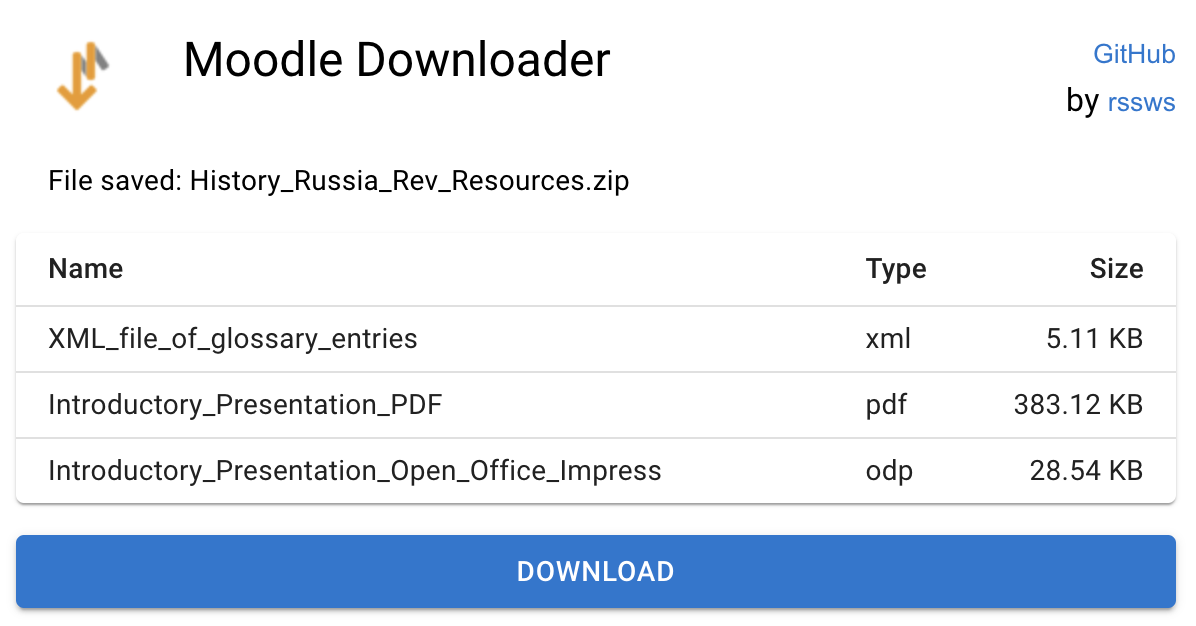 Moodle Downloader
GitHub
by rssws
File saved: History_Russia_Rev_Resources.zip
Name Type Size
XML_file_of_glossary_entries xml 5.11 KB
Introductory_Presentation_PDF pdf 383.12 KB
Introductory_Presentation_Open_Office_Impress odp 28.54 KB
DOWNLOAD